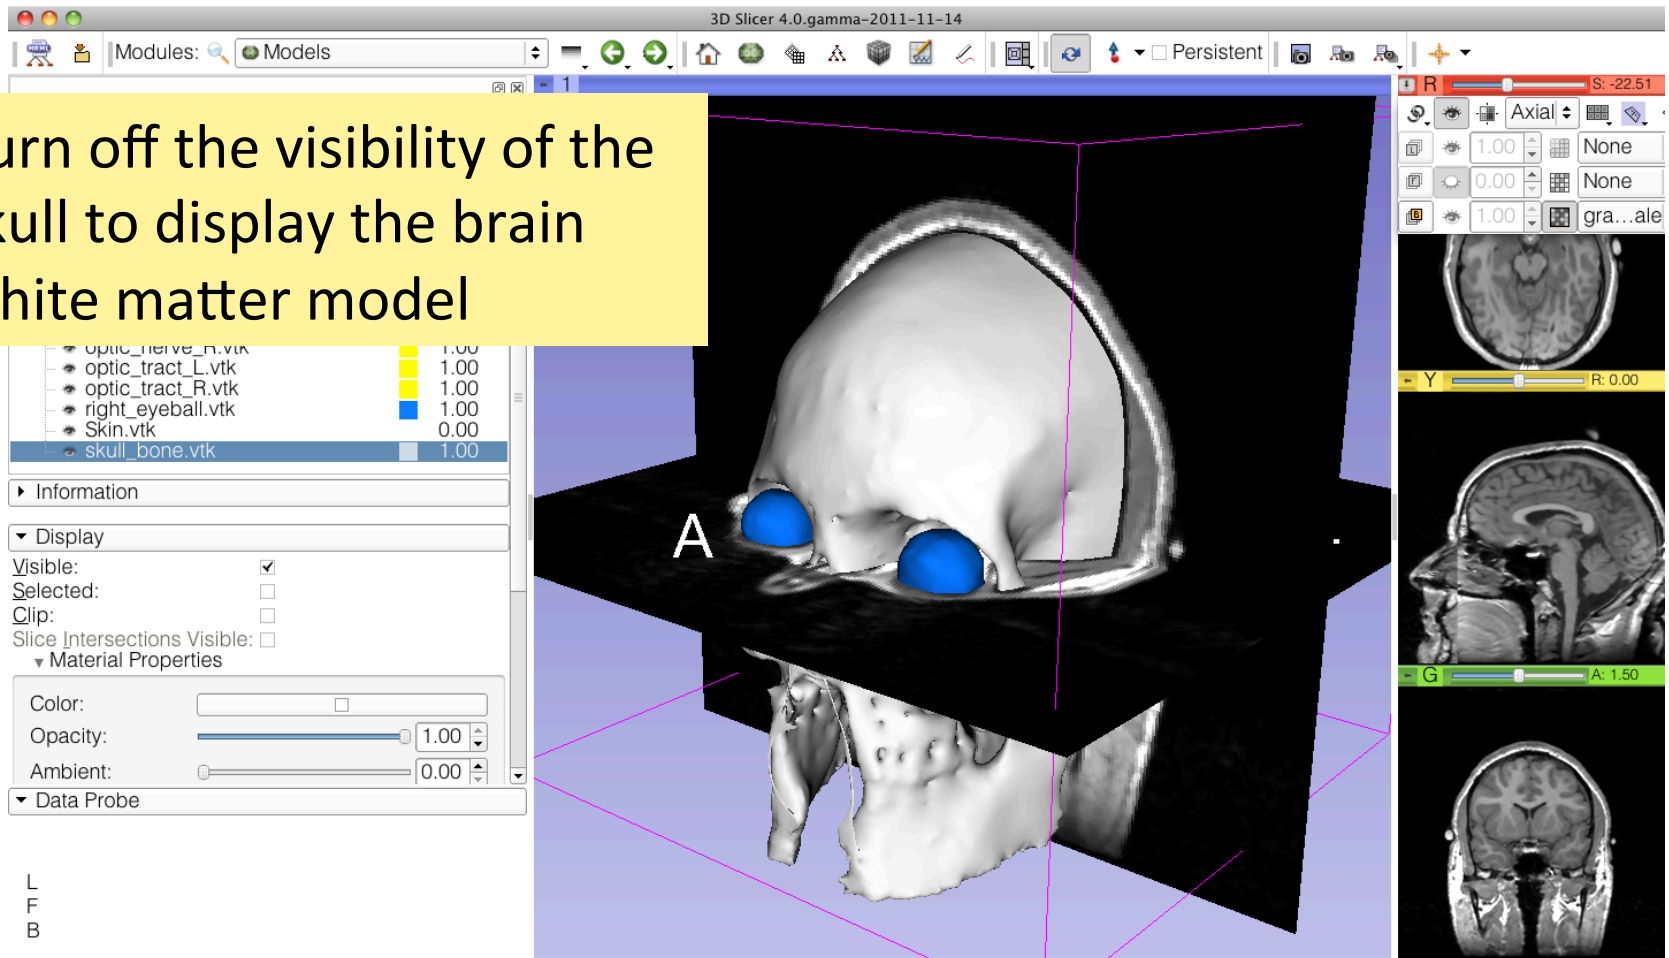 3D Slicer 4.0.gamma-2011-11-14
Modules: Models Persistent
1
R S: -22.51
Axial
1.00 None
0.00 None
B 1.00 gra...ale
urn off the visibility of the
kull to display the brain
hite matter model
optic_nerve_R.vtk 1.00
optic_tract_L.vtk 1.00
optic_tract_R.vtk 1.00
right_eyeball.vtk 1.00
Skin.vtk 0.00
skull_bone.vtk 1.00
Information
Display
Visible:
Selected:
Clip:
Slice Intersections Visible:
Material Properties
Color:
Opacity: 1.00
Ambient: 0.00
Data Probe
L
F
B
A
Y R: 0.00
G A: 1.50